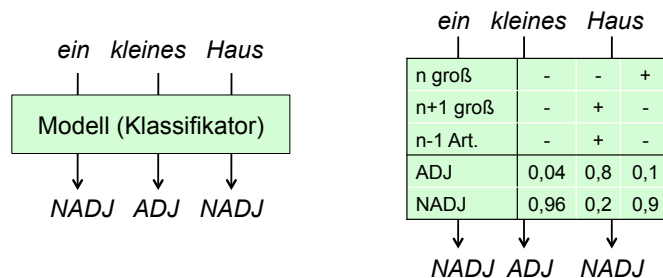 ein kleines Haus
Modell (Klassifikator)
NADJ ADJ NADJ
ein kleines Haus
n groß - - +
n+1 groß - + -
n-1 Art. - + -
ADJ 0,04 0,8 0,1
NADJ 0,96 0,2 0,9
NADJ ADJ NADJ